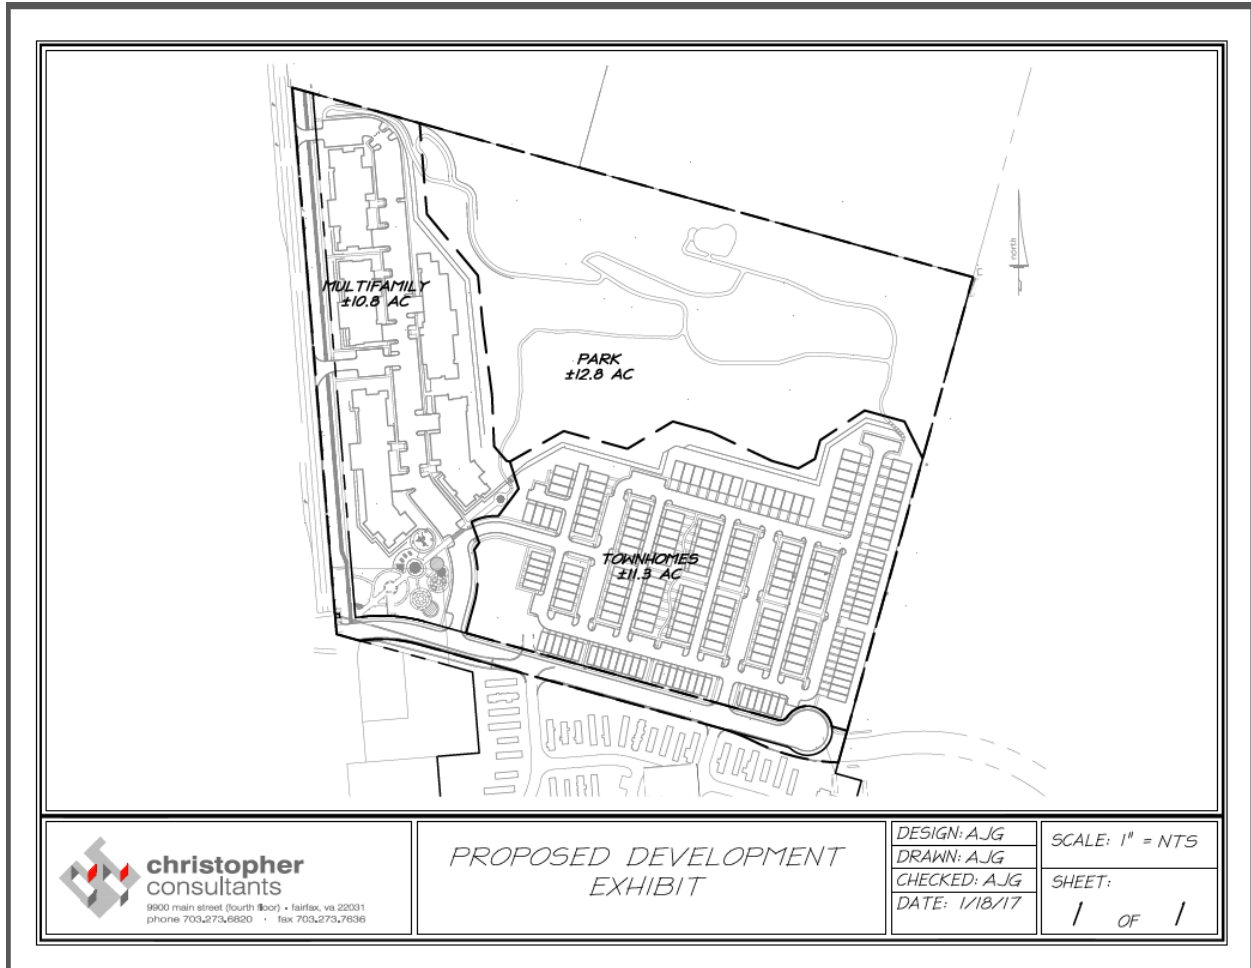 north
MULTIFAMILY
±10.8 AC
PARK
±12.8 AC
TOWNHOMES
±11.3 AC
christopher
consultants
9900 main street (fourth floor) • fairfax, va 22031
phone 703.273.6820 · fax 703.273.7636
PROPOSED DEVELOPMENT
EXHIBIT
DESIGN: AJG
DRAWN: AJG
CHECKED: AJG
DATE: 1/18/17
SCALE: 1" = NTS
SHEET:
1 OF 1